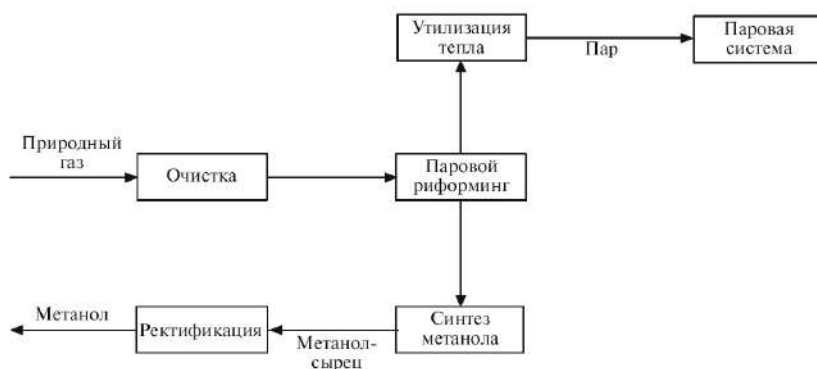 Утилизация
тепла
Пар
Паровая
система
Природный
газ
Очистка
Паровой
риформинг
Метанол
Ректификация
Метанол-
сырец
Синтез
метанола